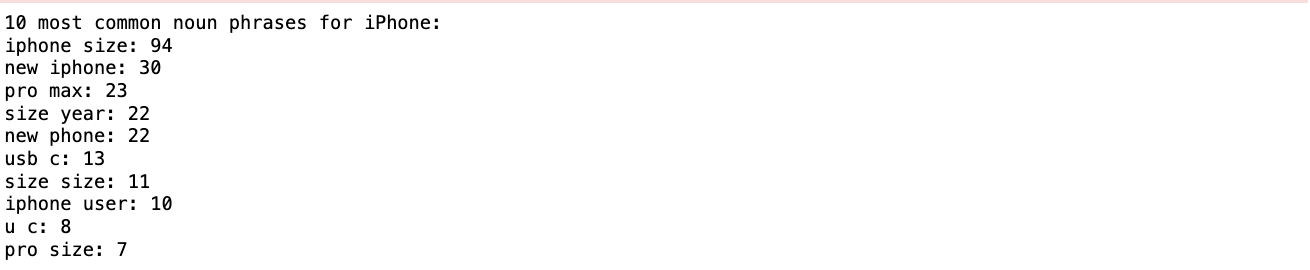 10 most common noun phrases for iPhone:
iphone size: 94
new iphone: 30
pro max: 23
size year: 22
new phone: 22
usb c: 13
size size: 11
iphone user: 10
u c: 8
pro size: 7